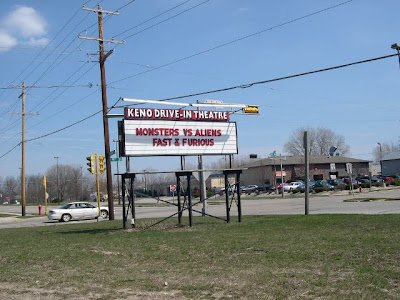 KENO DRIVE-IN THEATRE
MONSTERS VS ALIENS
FAST & FURIOUS